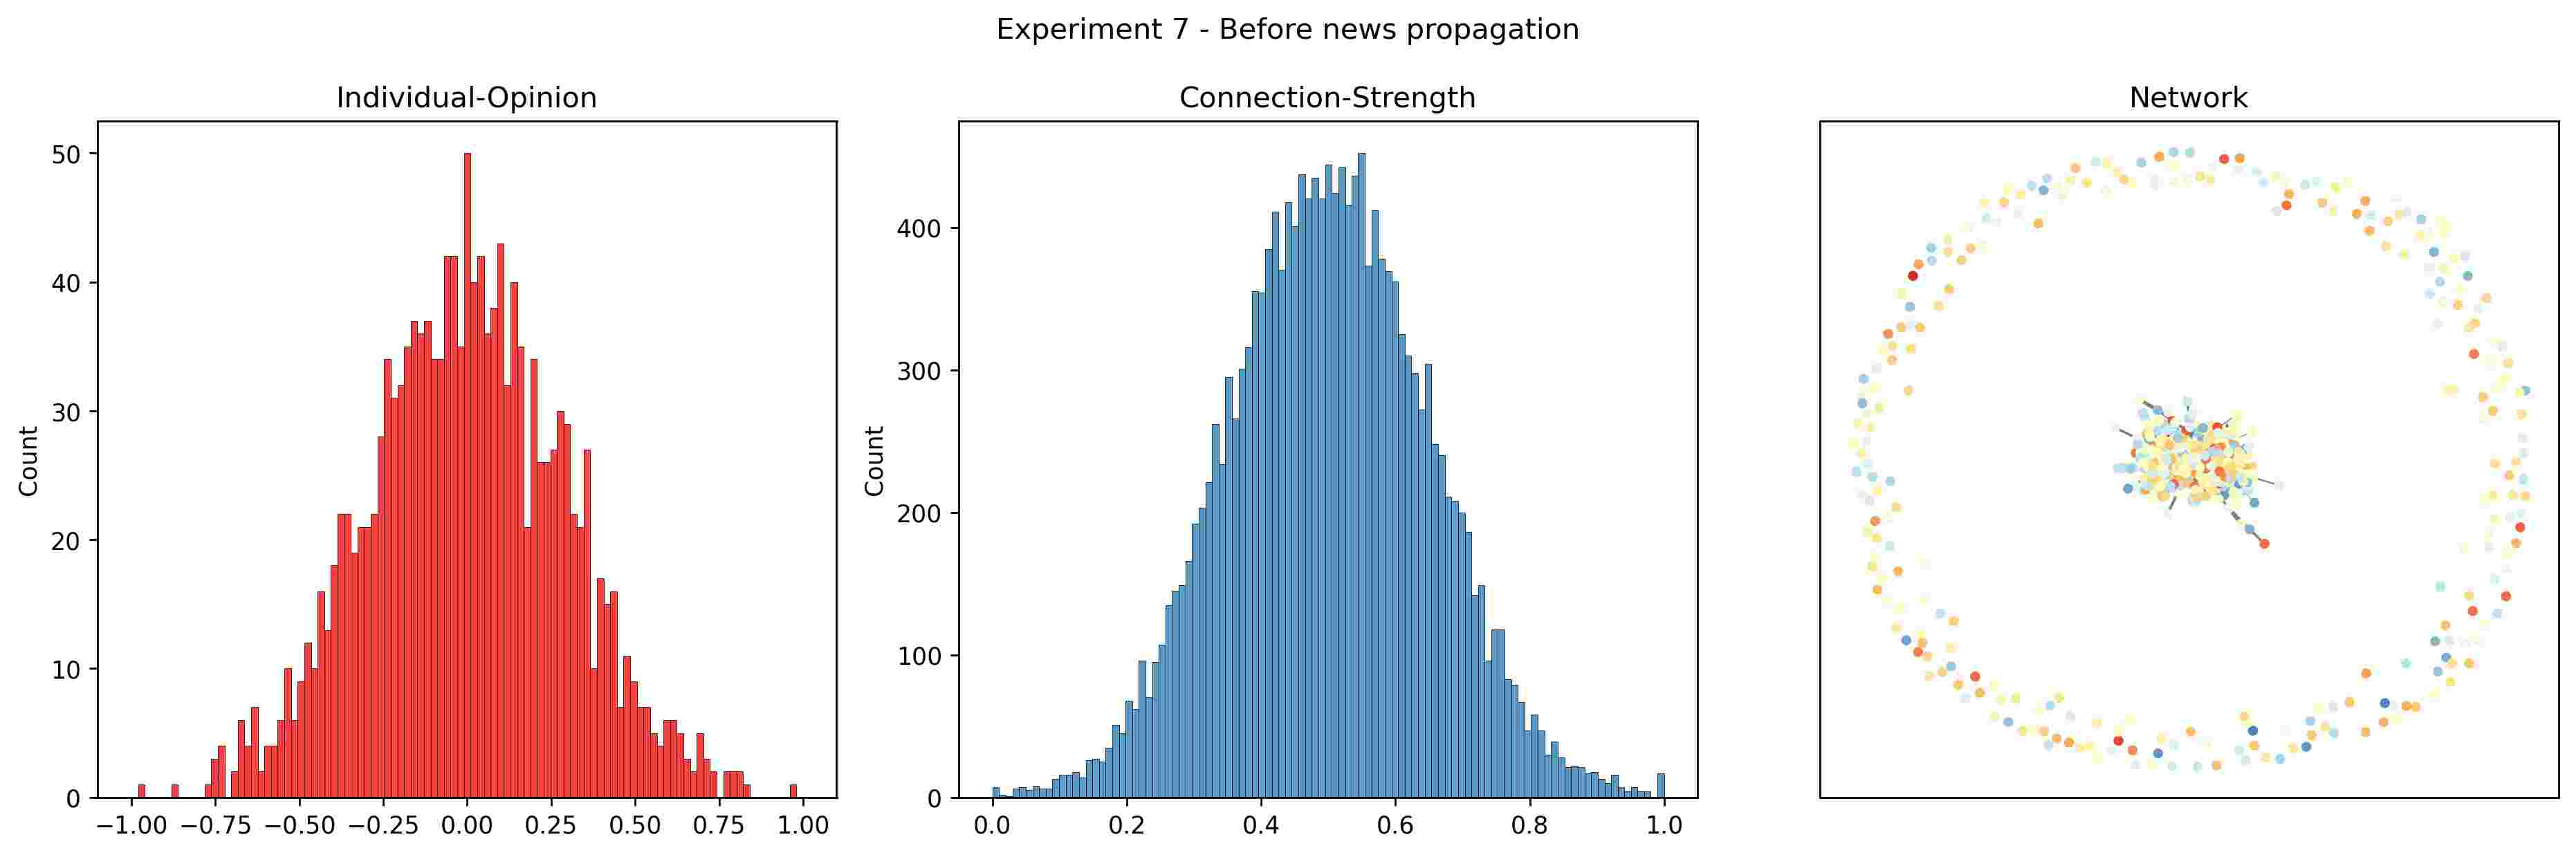 Experiment 7 - Before news propagation
Individual-Opinion
Count
50
40
30
20
10
0
−1.00 −0.75 −0.50 −0.25 0.00 0.25 0.50 0.75 1.00
Connection-Strength
Count
400
300
200
100
0
0.0 0.2 0.4 0.6 0.8 1.0
Network